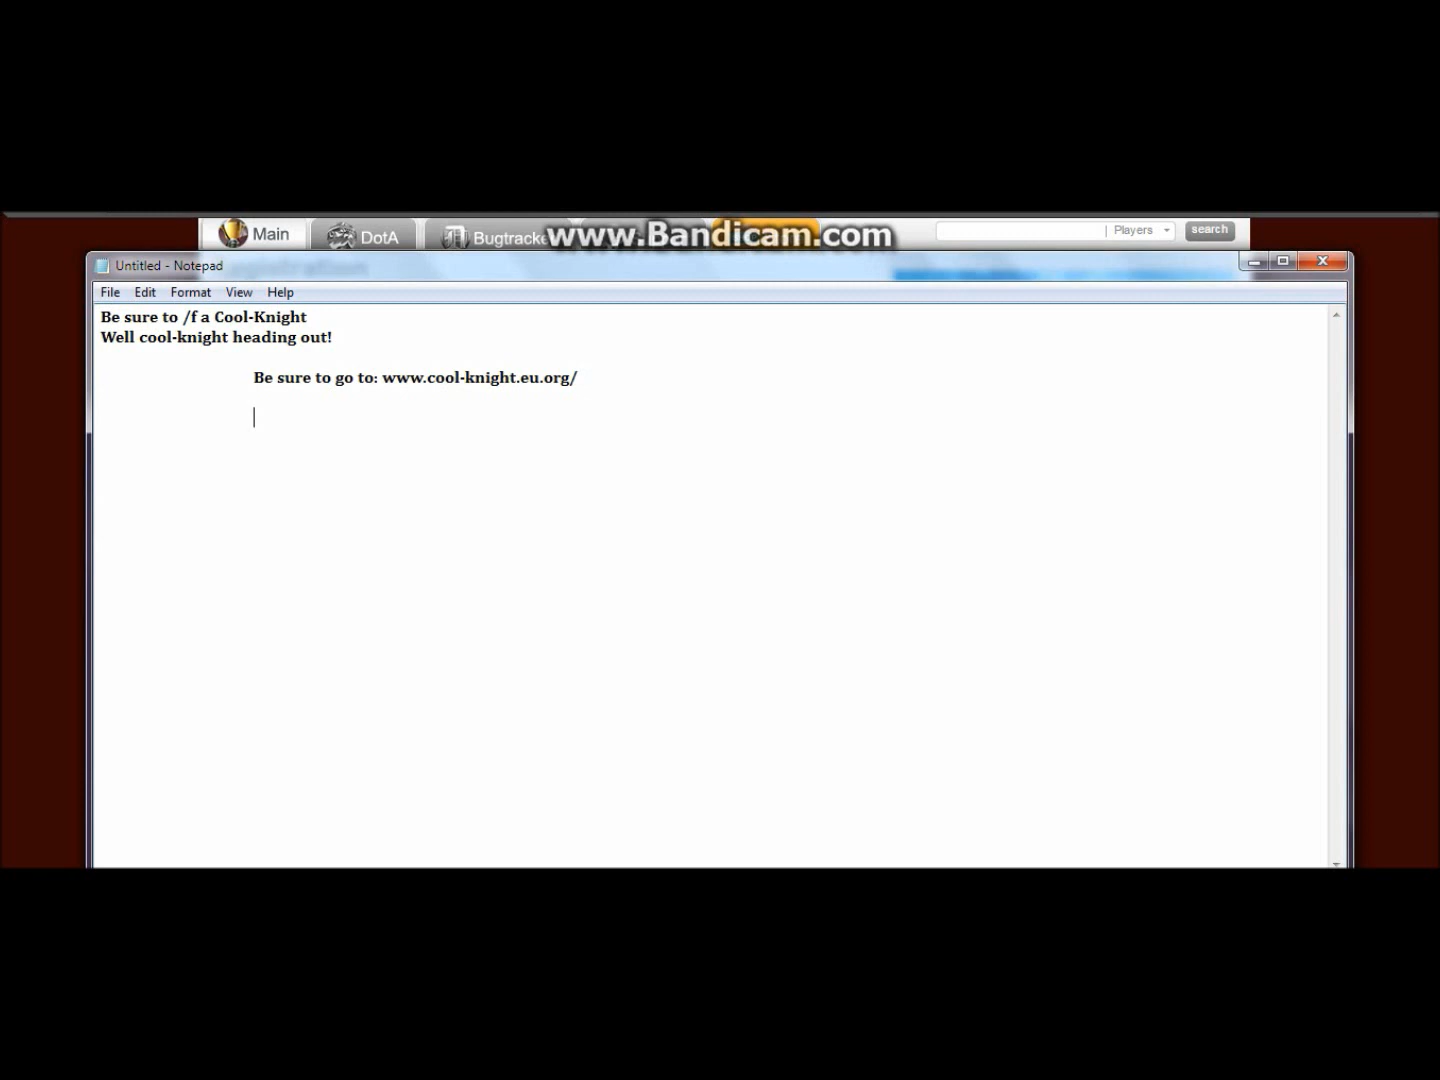 Main
DotA
Bugtracke
www.Bandicam.com
Players
search
Untitled - Notepad
File Edit Format View Help
Be sure to /f a Cool-Knight
Well cool-knight heading out!
Be sure to go to: www.cool-knight.eu.org/